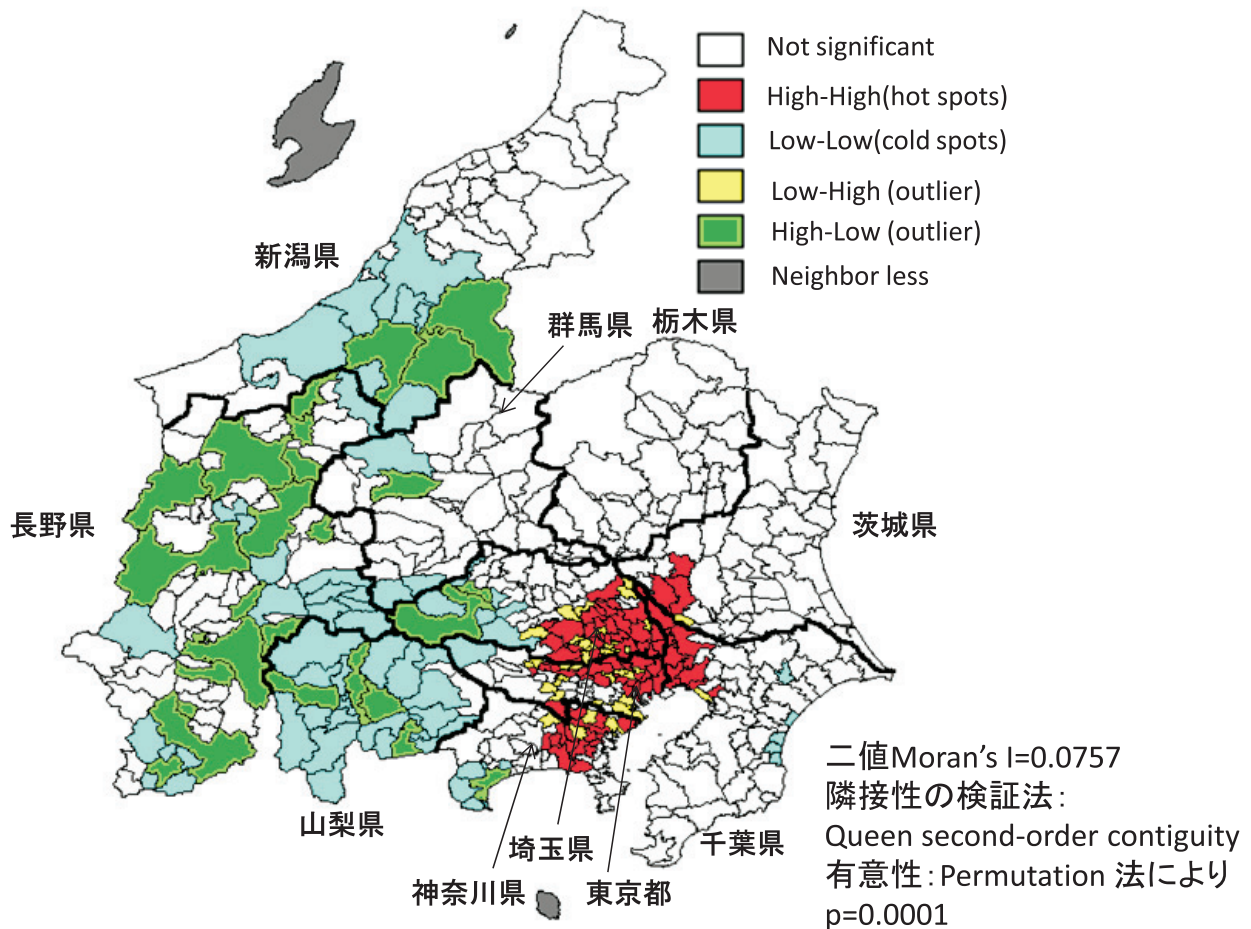 Not significant
High-High(hot spots)
Low-Low(cold spots)
Low-High (outlier)
High-Low (outlier)
Neighbor less
新潟県
群馬県
栃木県
長野県
茨城県
山梨県
埼玉県
千葉県
神奈川県
東京都
二値Moran’s I=0.0757
隣接性の検証法：
Queen second-order contiguity
有意性：Permutation 法により
p=0.0001